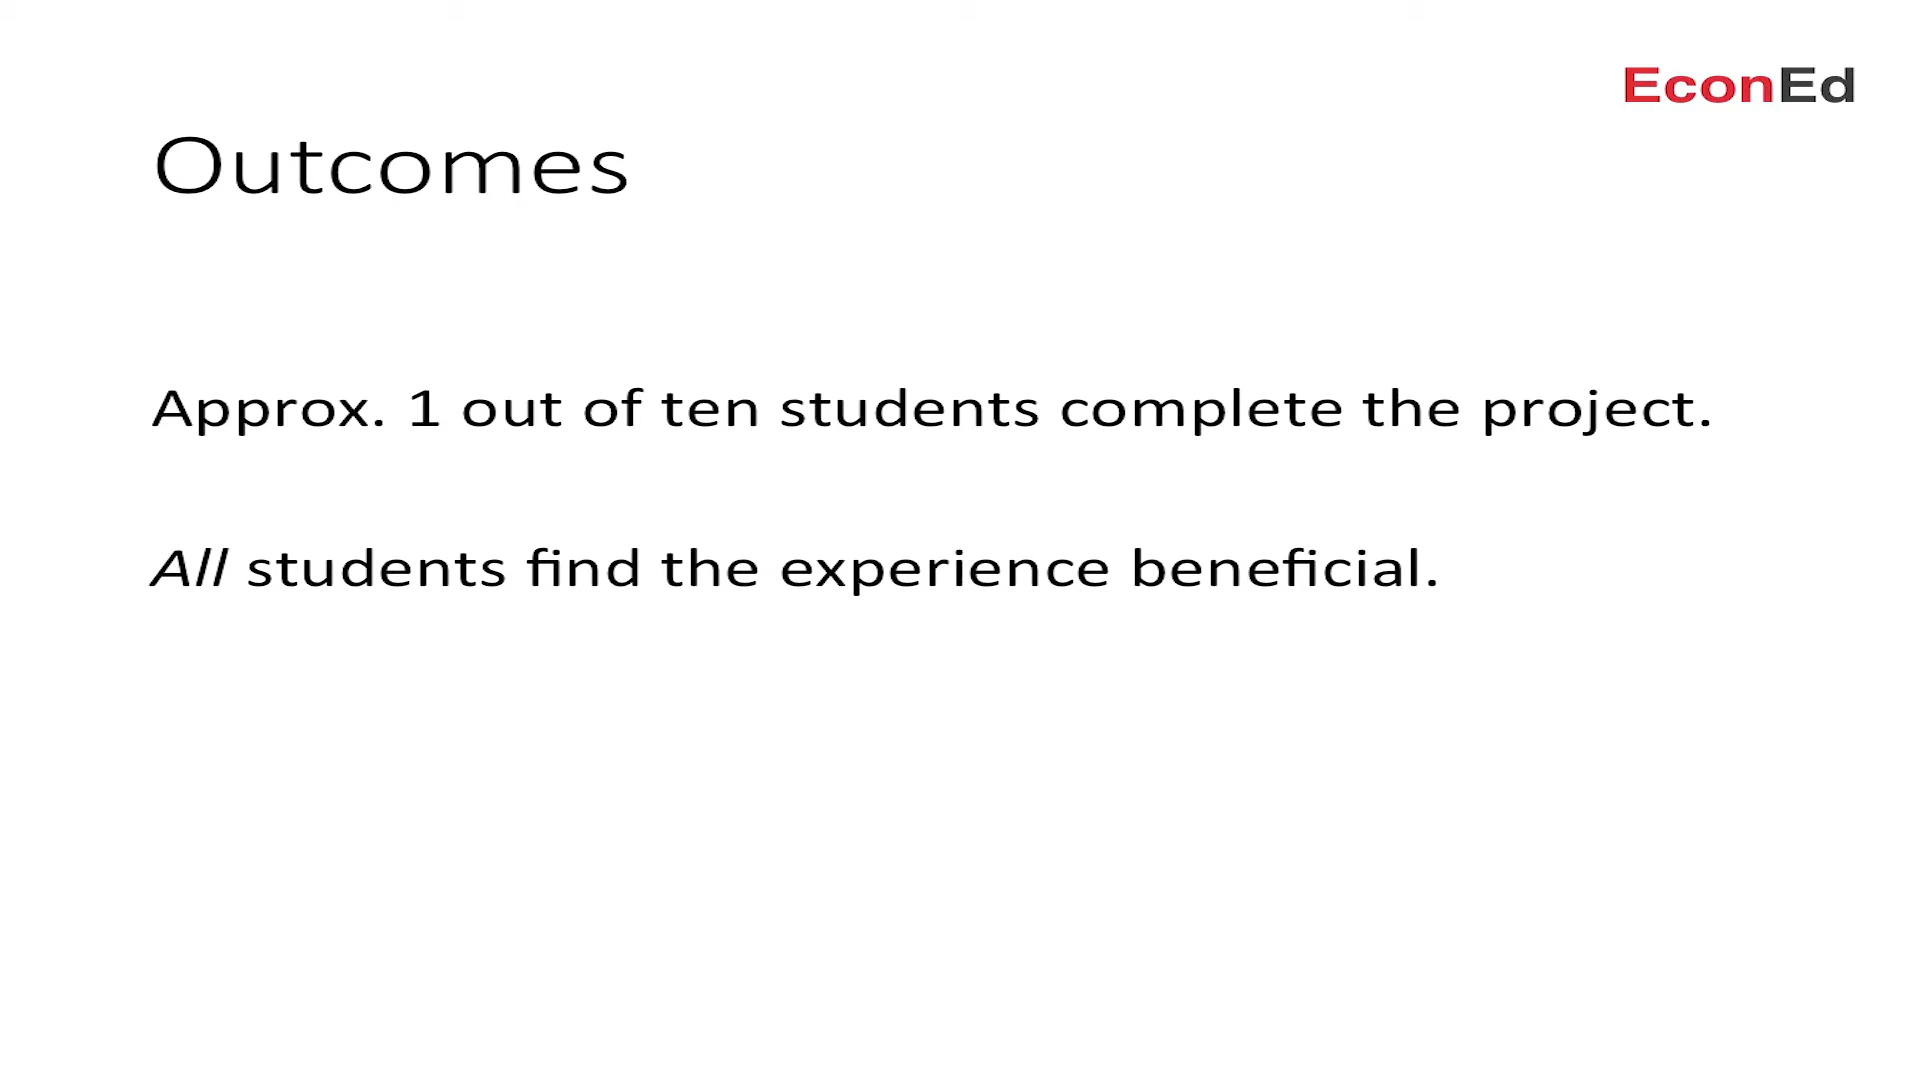 EconEd
Outcomes
Approx. 1 out of ten students complete the project.
All students find the experience beneficial.